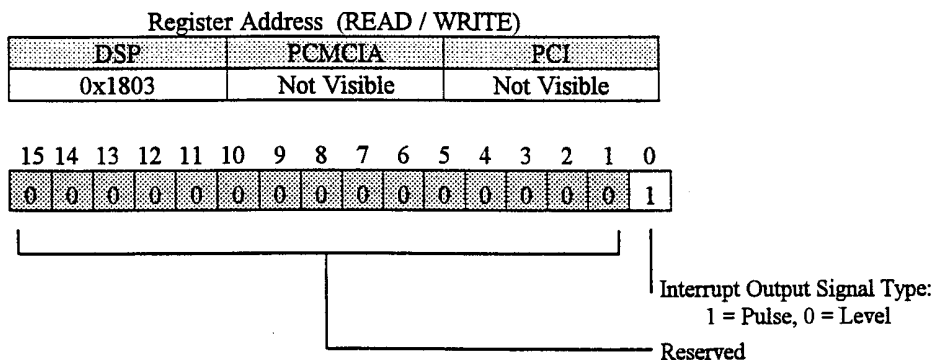 Register Address (READ / WRITE)
DSP PCMCIA PCI
0x1803 Not Visible Not Visible
15 14 13 12 11 10 9 8 7 6 5 4 3 2 1 0
0 0 0 0 0 0 0 0 0 0 0 0 0 0 0 1
Interrupt Output Signal Type:
1 = Pulse, 0 = Level
Reserved